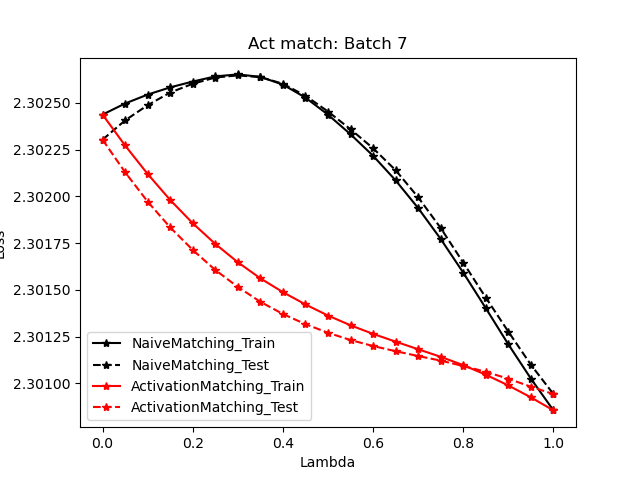 Act match: Batch 7
2.30250
2.30225
2.30200
2.30175
2.30150
2.30125
2.30100
Loss
NaiveMatching_Train
NaiveMatching_Test
ActivationMatching_Train
ActivationMatching_Test
0.0 0.2 0.4 0.6 0.8 1.0
Lambda